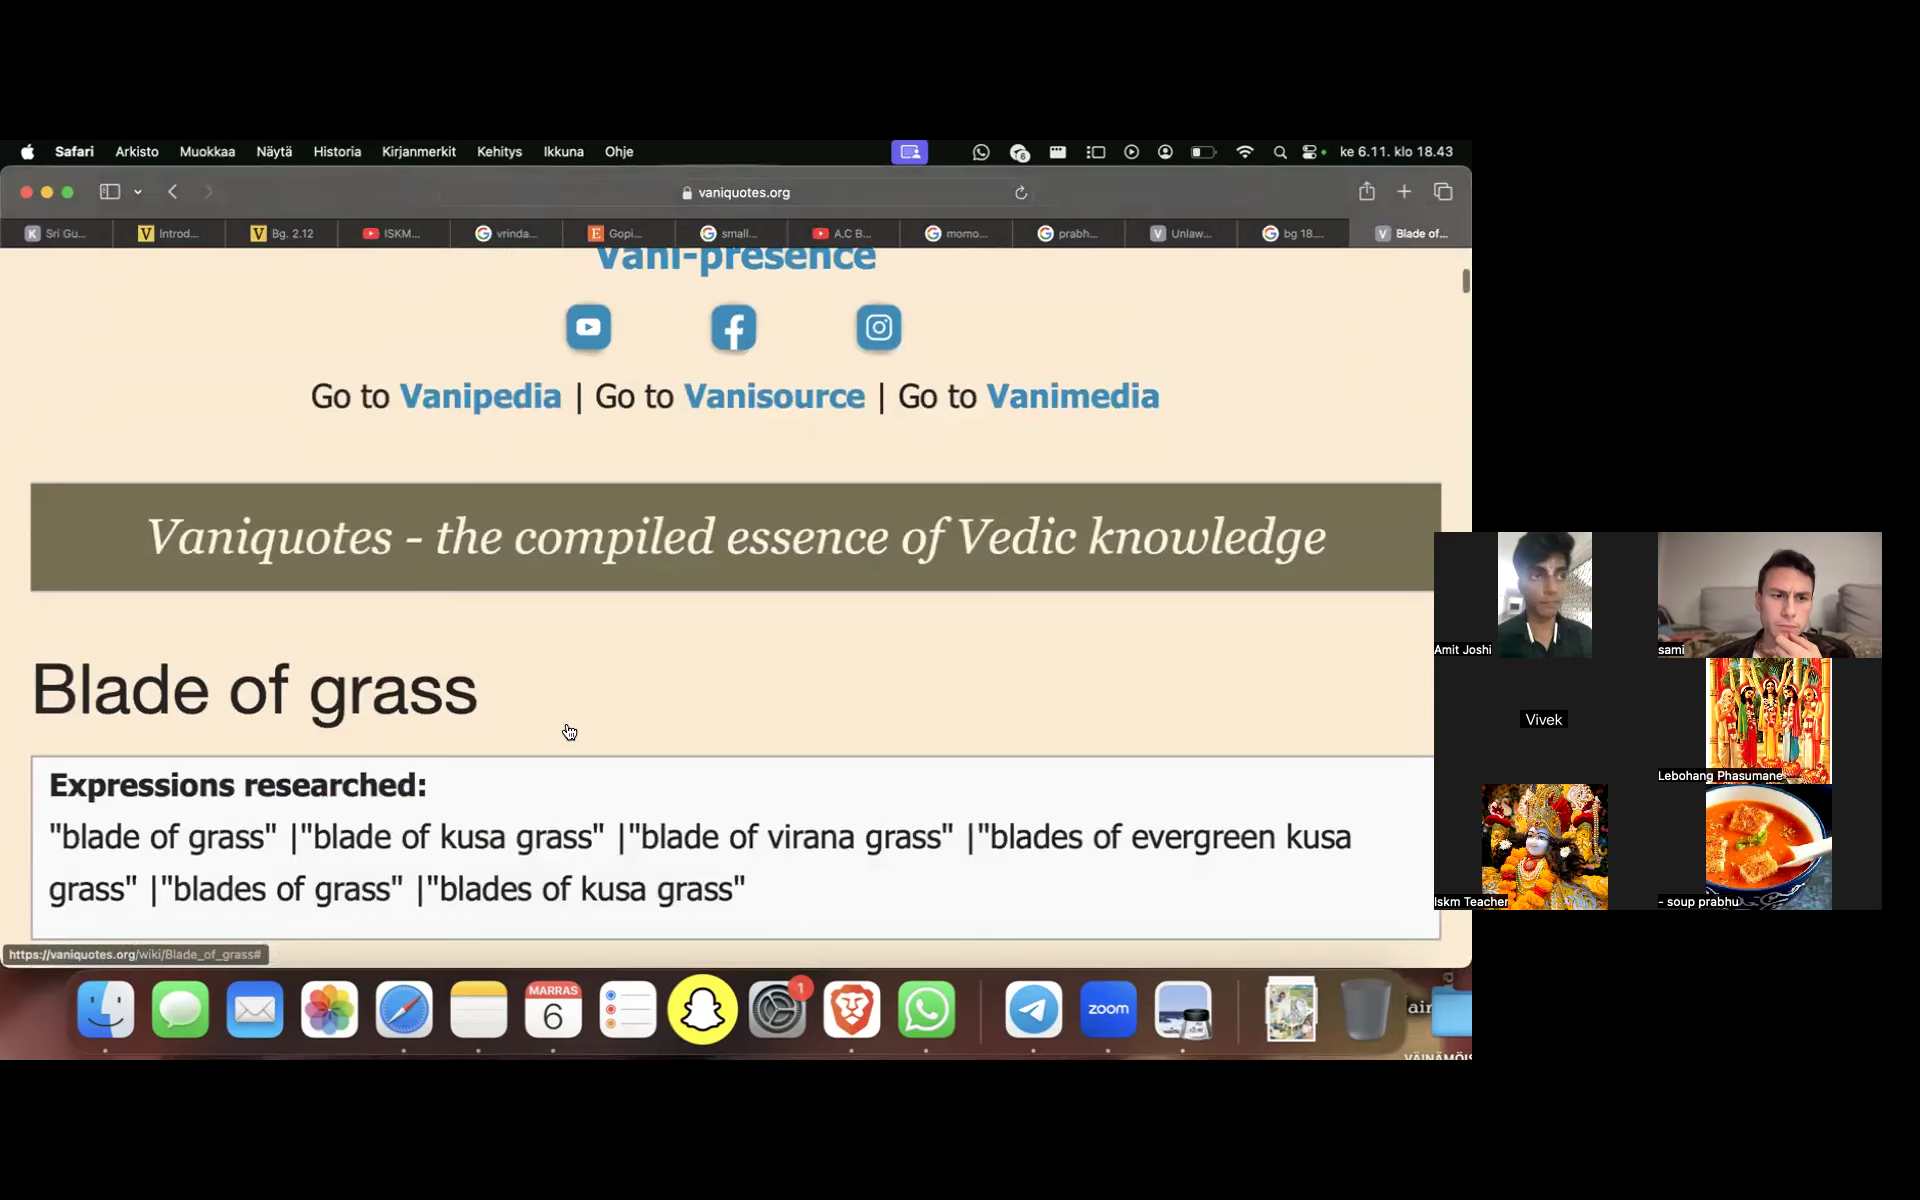 Safari Arkisto Muokkaa Näytä Historia Kirjanmerkit Kehitys Ikkuna Ohje ke 6.11. klo 18.43
vaniquotes.org
K Sri Gu... V Introd... V Bg. 2.12 ISKM... G vrinda... E Gopi... G small... A.C B... G momo... G prabh... V Unlaw... G bg 18.... V Blade of...
Vani-presence
Go to Vanipedia | Go to Vanisource | Go to Vanimedia
Vaniquotes - the compiled essence of Vedic knowledge
Blade of grass
Expressions researched:
"blade of grass" |"blade of kusa grass" |"blade of virana grass" |"blades of evergreen kusa
grass" |"blades of grass" |"blades of kusa grass"
https://vaniquotes.org/wiki/Blade_of_grass#
Amit Joshi
sami
Vivek
Lebohang Phasumane
Iskm Teacher
- soup prabhu
MARRAS
6
1
zoom